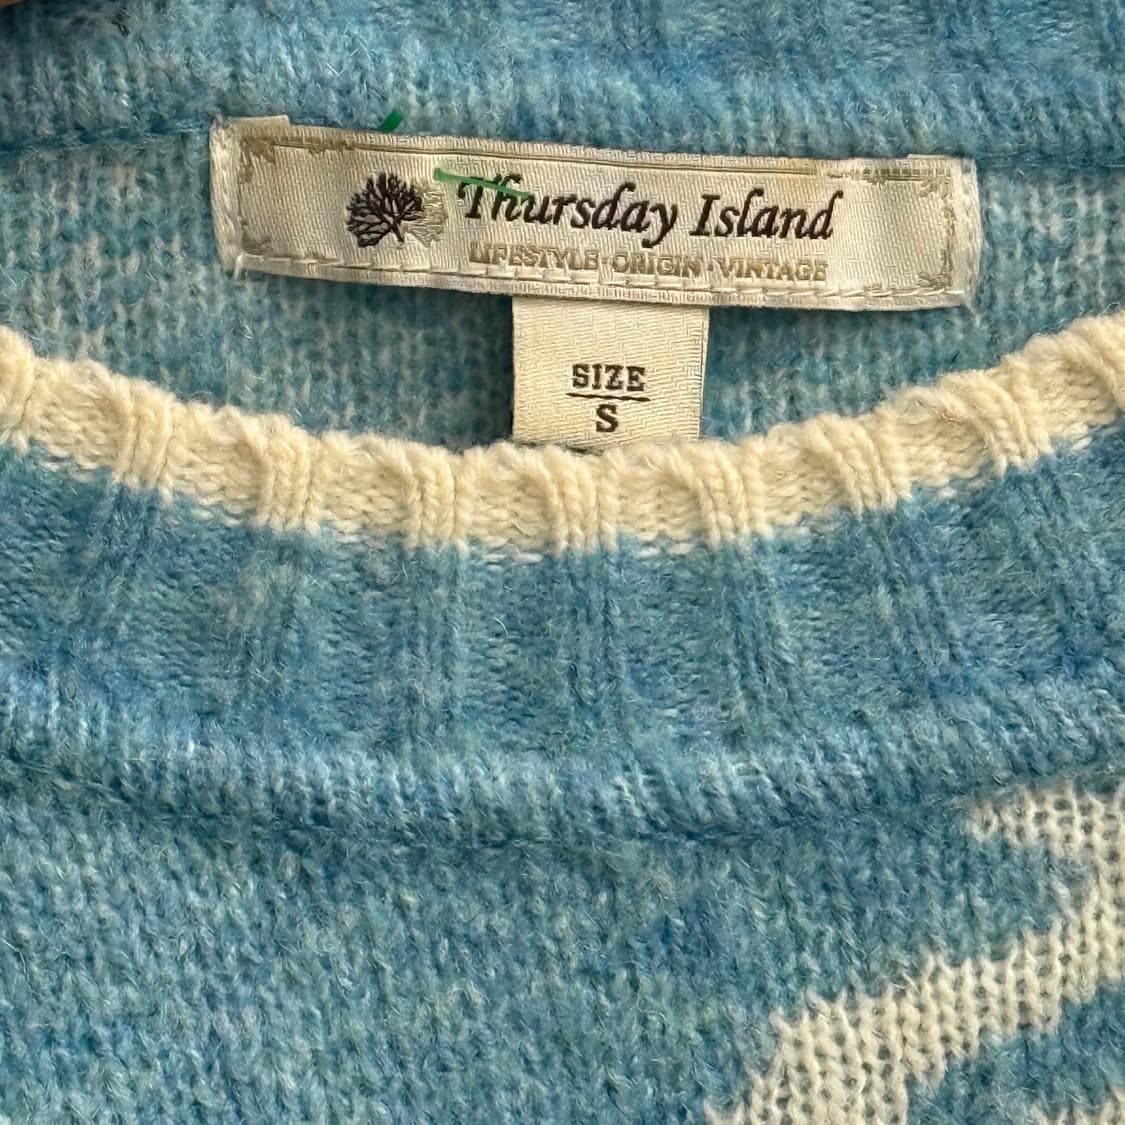 Thursday Island
LIFESTYLE·ORIGIN·VINTAGE
SIZE
S